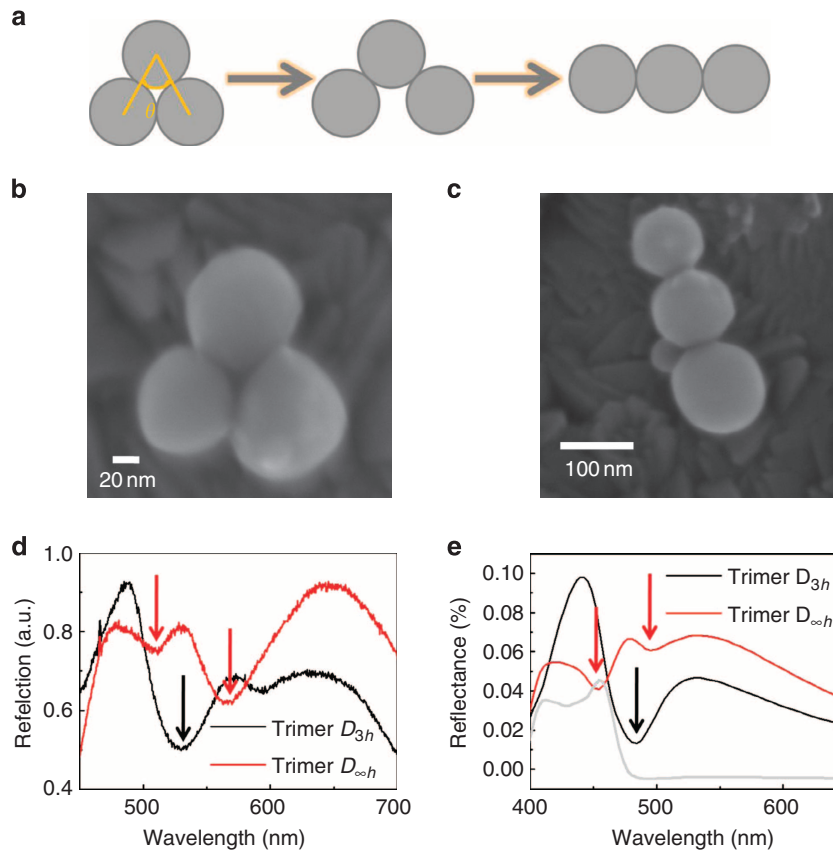 a
θ
b
c
20 nm
100 nm
d
1.0
0.8
0.6
0.4
Refelction (a.u.)
Trimer D3h
Trimer D∞h
500
600
700
Wavelength (nm)
e
0.10
0.08
0.06
0.04
0.02
0.00
Reflectance (%)
Trimer D3h
Trimer D∞h
400
500
600
Wavelength (nm)